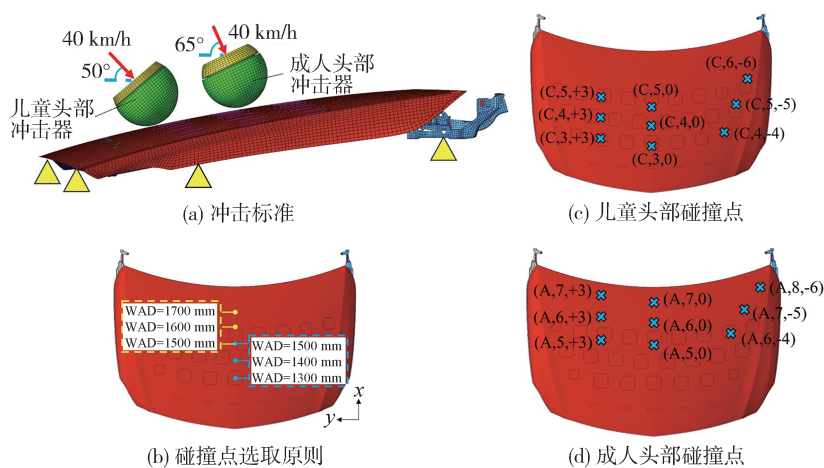 40 km/h
65°
40 km/h
50°
成人头部
冲击器
儿童头部
冲击器
(a) 冲击标准
(C,6,-6)
(C,5,+3)
(C,5,0)
(C,5,-5)
(C,4,+3)
(C,4,0)
(C,3,+3)
(C,4,-4)
(C,3,0)
(c) 儿童头部碰撞点
WAD=1700 mm
WAD=1600 mm
WAD=1500 mm
WAD=1500 mm
WAD=1400 mm
WAD=1300 mm
x
y
(b) 碰撞点选取原则
(A,8,-6)
(A,7,+3)
(A,7,0)
(A,7,-5)
(A,6,+3)
(A,6,0)
(A,6,-4)
(A,5,+3)
(A,5,0)
(d) 成人头部碰撞点